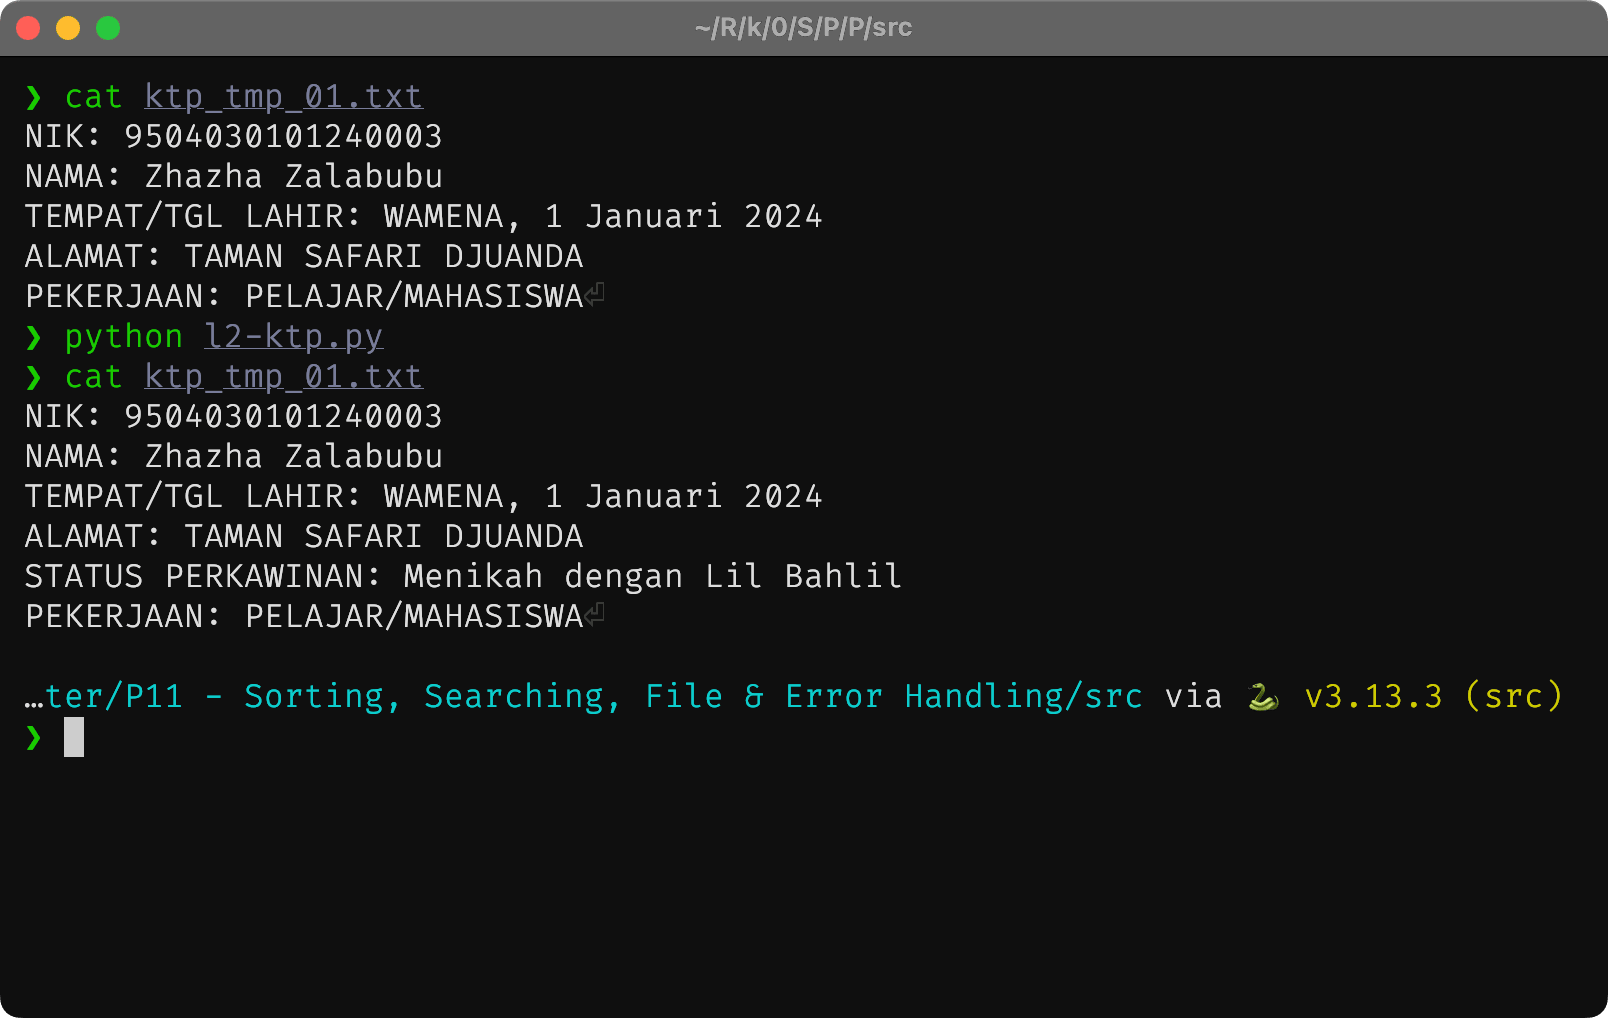 ~/R/k/0/S/P/P/src
❯ cat ktp_tmp_01.txt
NIK: 9504030101240003
NAMA: Zhazha Zalabubu
TEMPAT/TGL LAHIR: WAMENA, 1 Januari 2024
ALAMAT: TAMAN SAFARI DJUANDA
PEKERJAAN: PELAJAR/MAHASISWA⏎
❯ python l2-ktp.py
❯ cat ktp_tmp_01.txt
NIK: 9504030101240003
NAMA: Zhazha Zalabubu
TEMPAT/TGL LAHIR: WAMENA, 1 Januari 2024
ALAMAT: TAMAN SAFARI DJUANDA
STATUS PERKAWINAN: Menikah dengan Lil Bahlil
PEKERJAAN: PELAJAR/MAHASISWA⏎
…ter/P11 - Sorting, Searching, File & Error Handling/src via 🐍 v3.13.3 (src)
❯